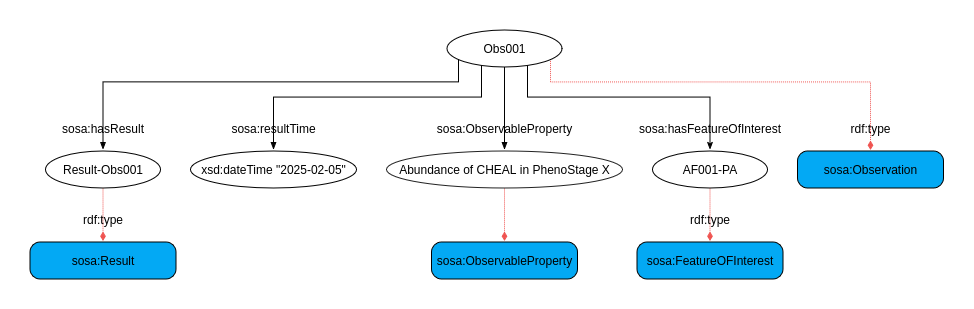 Obs001
sosa:hasResult
sosa:resultTime
sosa:ObservableProperty
sosa:hasFeatureOfInterest
rdf:type
Result-Obs001
xsd:dateTime "2025-02-05"
Abundance of CHEAL in PhenoStage X
AF001-PA
sosa:Observation
rdf:type
rdf:type
sosa:Result
sosa:ObservableProperty
sosa:FeatureOFInterest